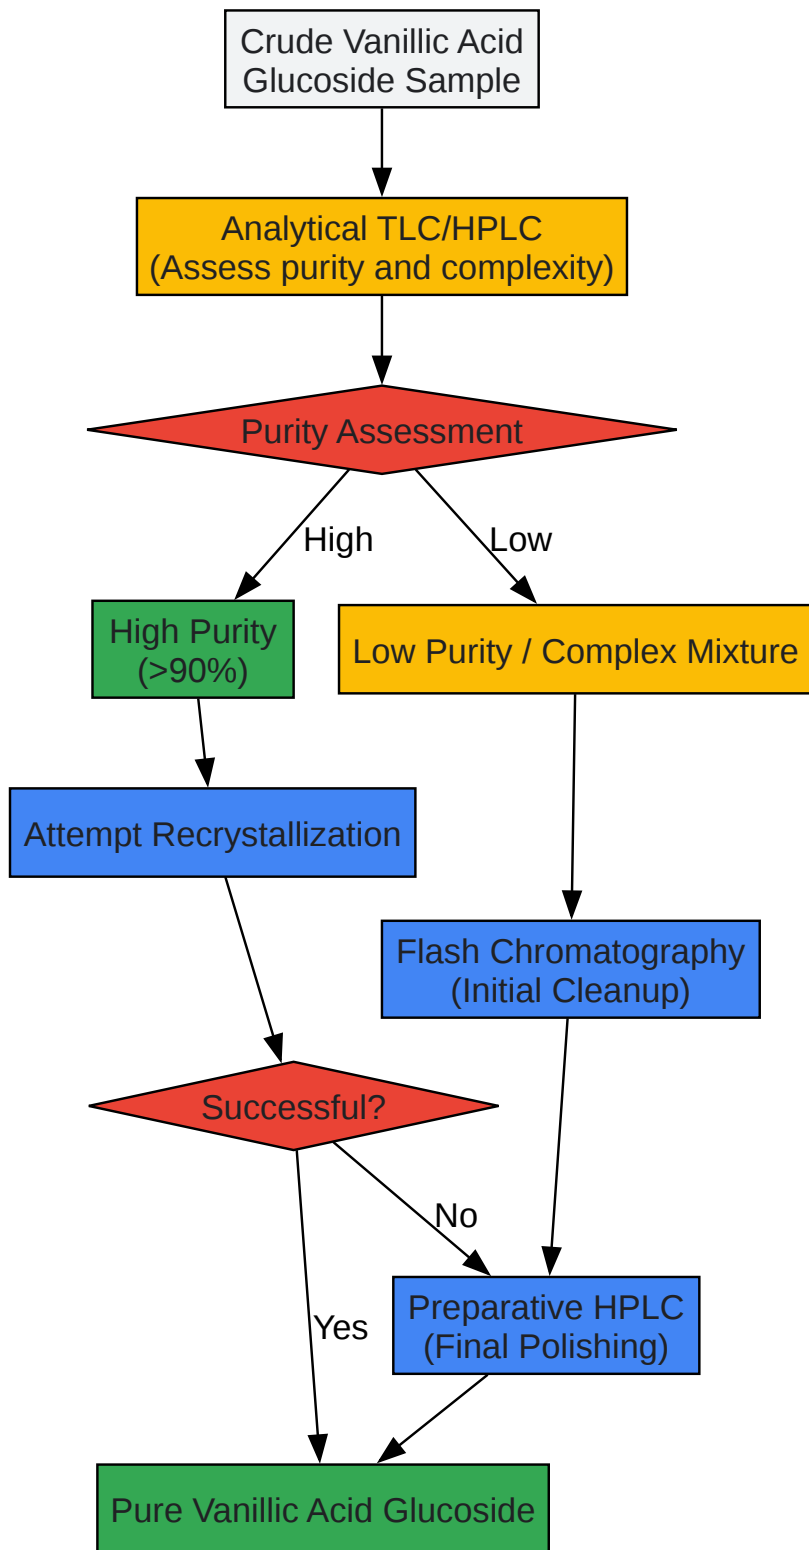 Crude Vanillic Acid
Glucoside Sample
Analytical TLC/HPLC
(Assess purity and complexity)
Purity Assessment
High
Low
High Purity
(>90%)
Low Purity / Complex Mixture
Attempt Recrystallization
Flash Chromatography
(Initial Cleanup)
Successful?
No
Yes
Preparative HPLC
(Final Polishing)
Pure Vanillic Acid Glucoside